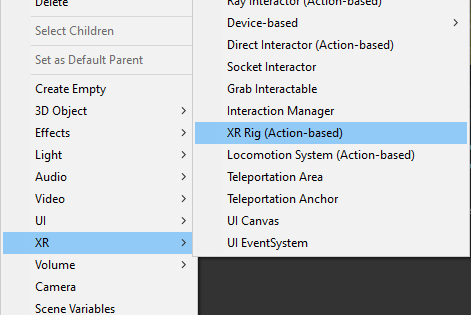 Delete
Select Children
Set as Default Parent
Create Empty
3D Object
Effects
Light
Audio
Video
UI
XR
Volume
Camera
Scene Variables
Ray Interactor (Action-based)
Device-based
Direct Interactor (Action-based)
Socket Interactor
Grab Interactable
Interaction Manager
XR Rig (Action-based)
Locomotion System (Action-based)
Teleportation Area
Teleportation Anchor
UI Canvas
UI EventSystem